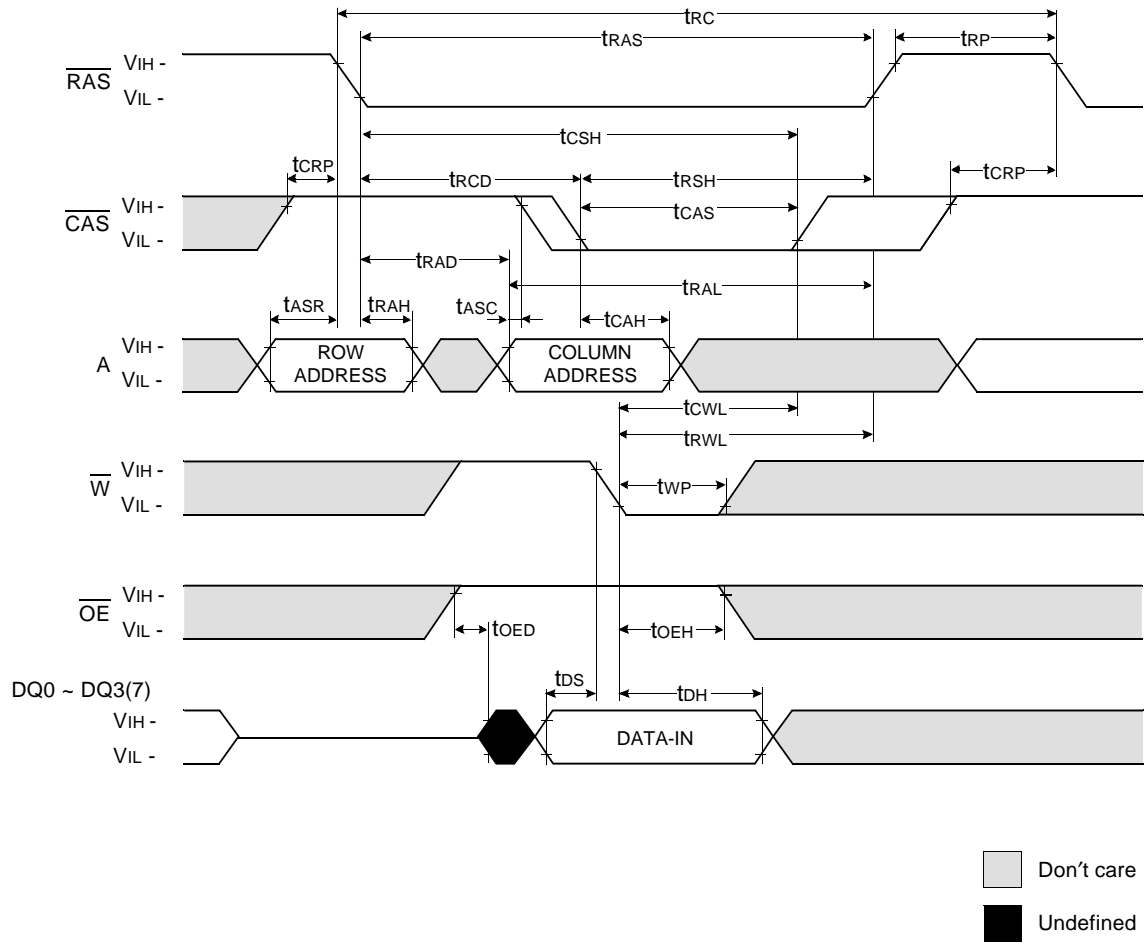 tRC
tRAS
tRP
RAS
VIH -
VIL -
tCSH
tCRP
tRCD
tRSH
tCRP
CAS
VIH -
VIL -
tCAS
tRAD
tRAL
tASR
tRAH
tASC
tCAH
A
VIH -
VIL -
ROW
ADDRESS
COLUMN
ADDRESS
tCWL
tRWL
W
VIH -
VIL -
tWP
OE
VIH -
VIL -
tOED
tOEH
DQ0 ~ DQ3(7)
tDS
tDH
VIH -
VIL -
DATA-IN
Don′t care
Undefined